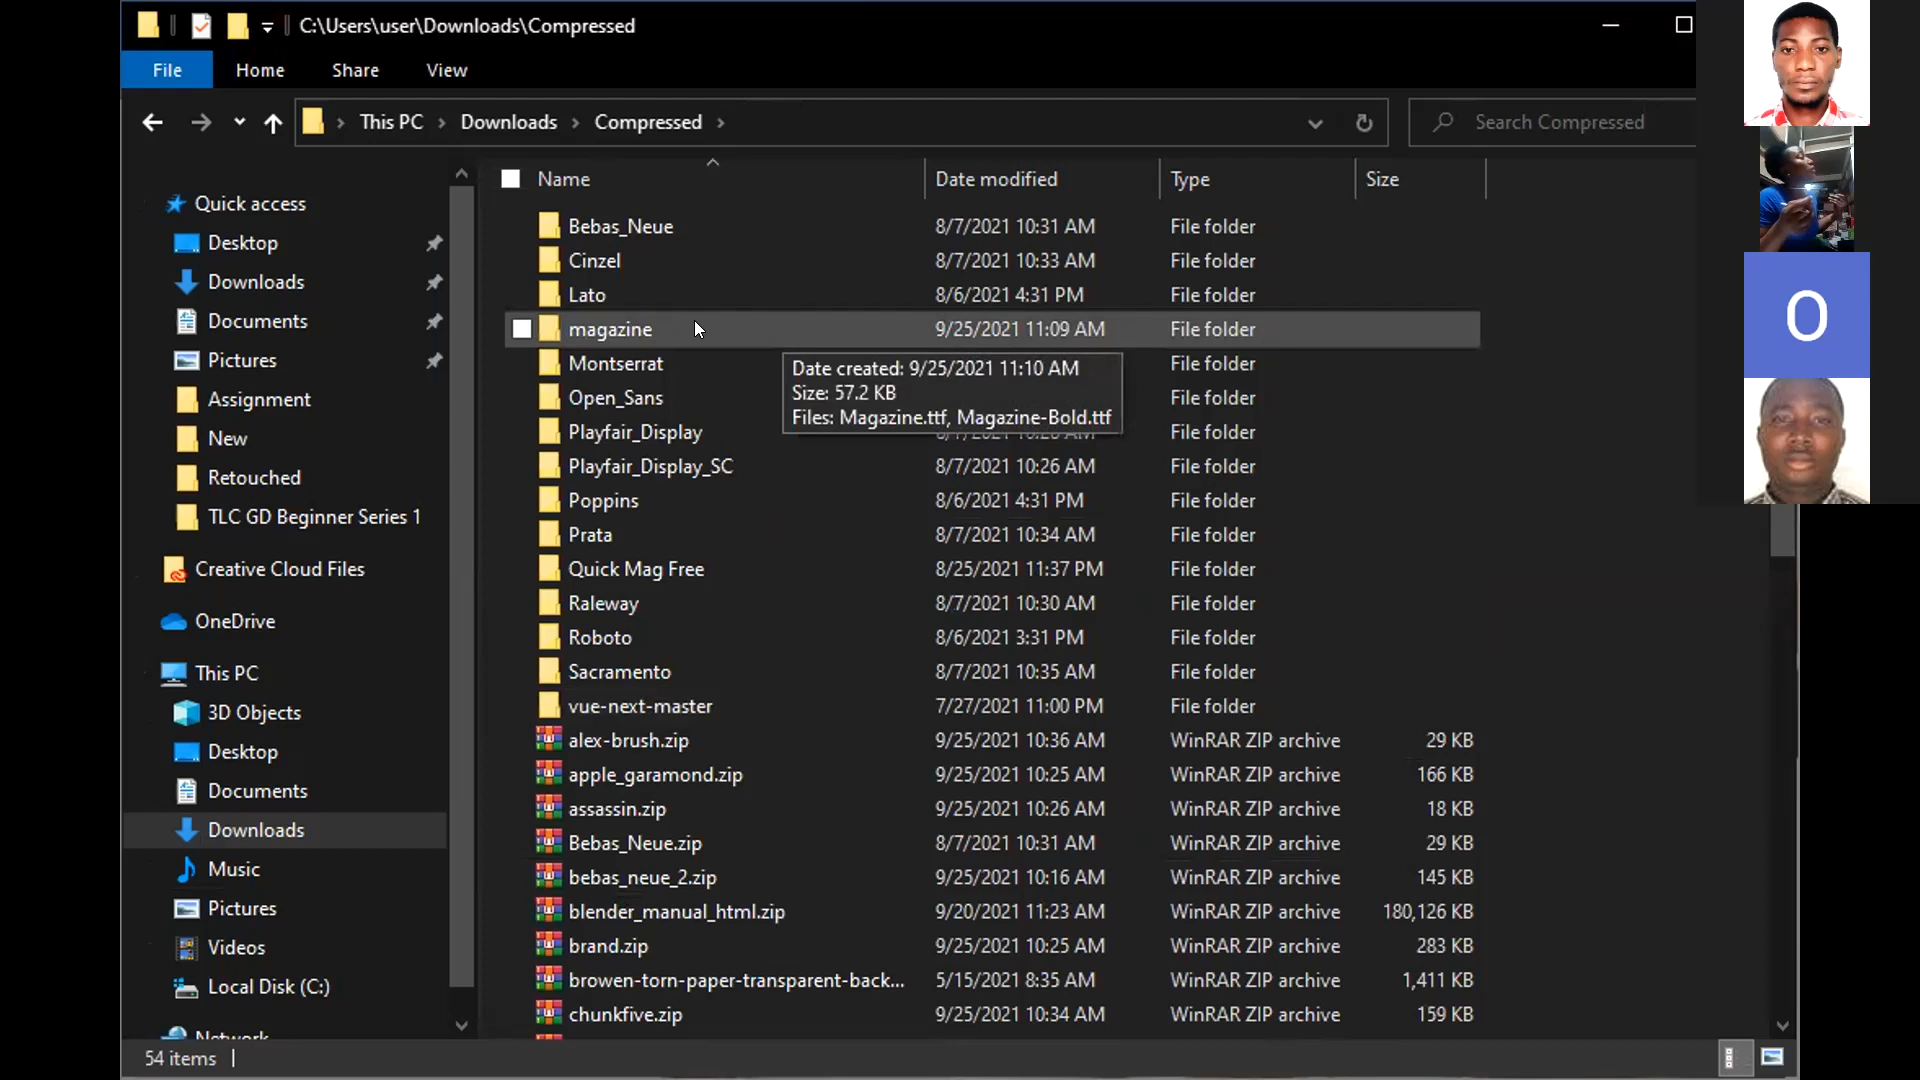 C:\Users\user\Downloads\Compressed
File Home Share View
This PC Downloads Compressed
Search Compressed
Name Date modified Type Size
Quick access
Desktop
Downloads
Documents
Pictures
Assignment
New
Retouched
TLC GD Beginner Series 1
Creative Cloud Files
OneDrive
This PC
3D Objects
Desktop
Documents
Downloads
Music
Pictures
Videos
Local Disk (C:)
Network
Bebas_Neue 8/7/2021 10:31 AM File folder
Cinzel 8/7/2021 10:33 AM File folder
Lato 8/6/2021 4:31 PM File folder
magazine 9/25/2021 11:09 AM File folder
Montserrat File folder
Open_Sans File folder
Playfair_Display File folder
Date created: 9/25/2021 11:10 AM
Size: 57.2 KB
Files: Magazine.ttf, Magazine-Bold.ttf
Playfair_Display_SC 8/7/2021 10:26 AM File folder
Poppins 8/6/2021 4:31 PM File folder
Prata 8/7/2021 10:34 AM File folder
Quick Mag Free 8/25/2021 11:37 PM File folder
Raleway 8/7/2021 10:30 AM File folder
Roboto 8/6/2021 3:31 PM File folder
Sacramento 8/7/2021 10:35 AM File folder
vue-next-master 7/27/2021 11:00 PM File folder
alex-brush.zip 9/25/2021 10:36 AM WinRAR ZIP archive 29 KB
apple_garamond.zip 9/25/2021 10:25 AM WinRAR ZIP archive 166 KB
assassin.zip 9/25/2021 10:26 AM WinRAR ZIP archive 18 KB
Bebas_Neue.zip 8/7/2021 10:31 AM WinRAR ZIP archive 29 KB
bebas_neue_2.zip 9/25/2021 10:16 AM WinRAR ZIP archive 145 KB
blender_manual_html.zip 9/20/2021 11:23 AM WinRAR ZIP archive 180,126 KB
brand.zip 9/25/2021 10:25 AM WinRAR ZIP archive 283 KB
browen-torn-paper-transparent-back... 5/15/2021 8:35 AM WinRAR ZIP archive 1,411 KB
chunkfive.zip 9/25/2021 10:34 AM WinRAR ZIP archive 159 KB
54 items
O